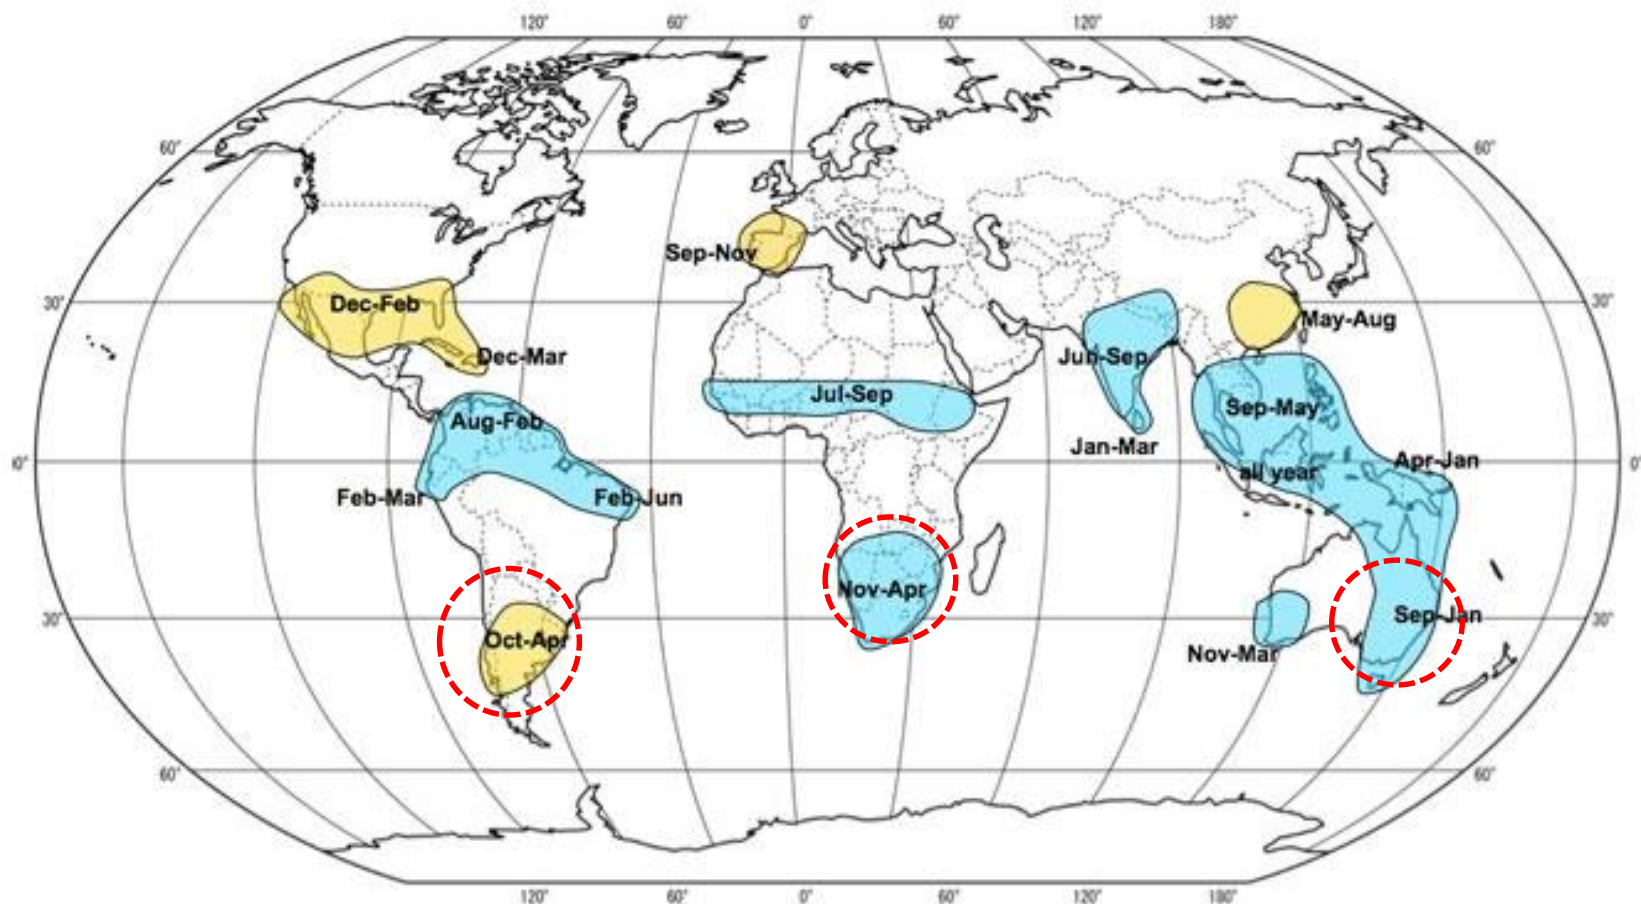 120° 60° 0° 60° 120° 180°
60° 60°
Sep-Nov
30° Dec-Feb 30°
May-Aug
Dec-Mar Jun-Sep
Jul-Sep
Aug-Feb Sep-May
Jan-Mar
0° all year Apr-Jan 0°
Feb-Mar Feb-Jun
Nov-Apr
30° Sep-Jan 30°
Oct-Apr
Nov-Mar
60° 60°
120° 60° 0° 60° 120° 180°